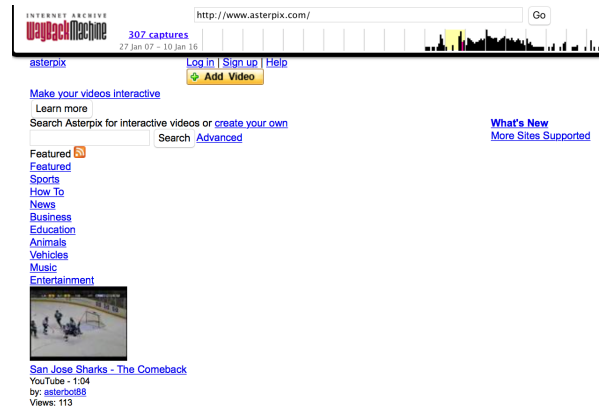 INTERNET ARCHIVE
WayBackMachine
http://www.asterpix.com/
Go
307 captures
27 Jan 07 – 10 Jan 16
asterpix
Log in | Sign up | Help
Add Video
Make your videos interactive
Learn more
Search Asterpix for interactive videos or create your own
Search Advanced
What's New
More Sites Supported
Featured
Featured
Sports
How To
News
Business
Education
Animals
Vehicles
Music
Entertainment
San Jose Sharks - The Comeback
YouTube - 1:04
by: asterbot88
Views: 113